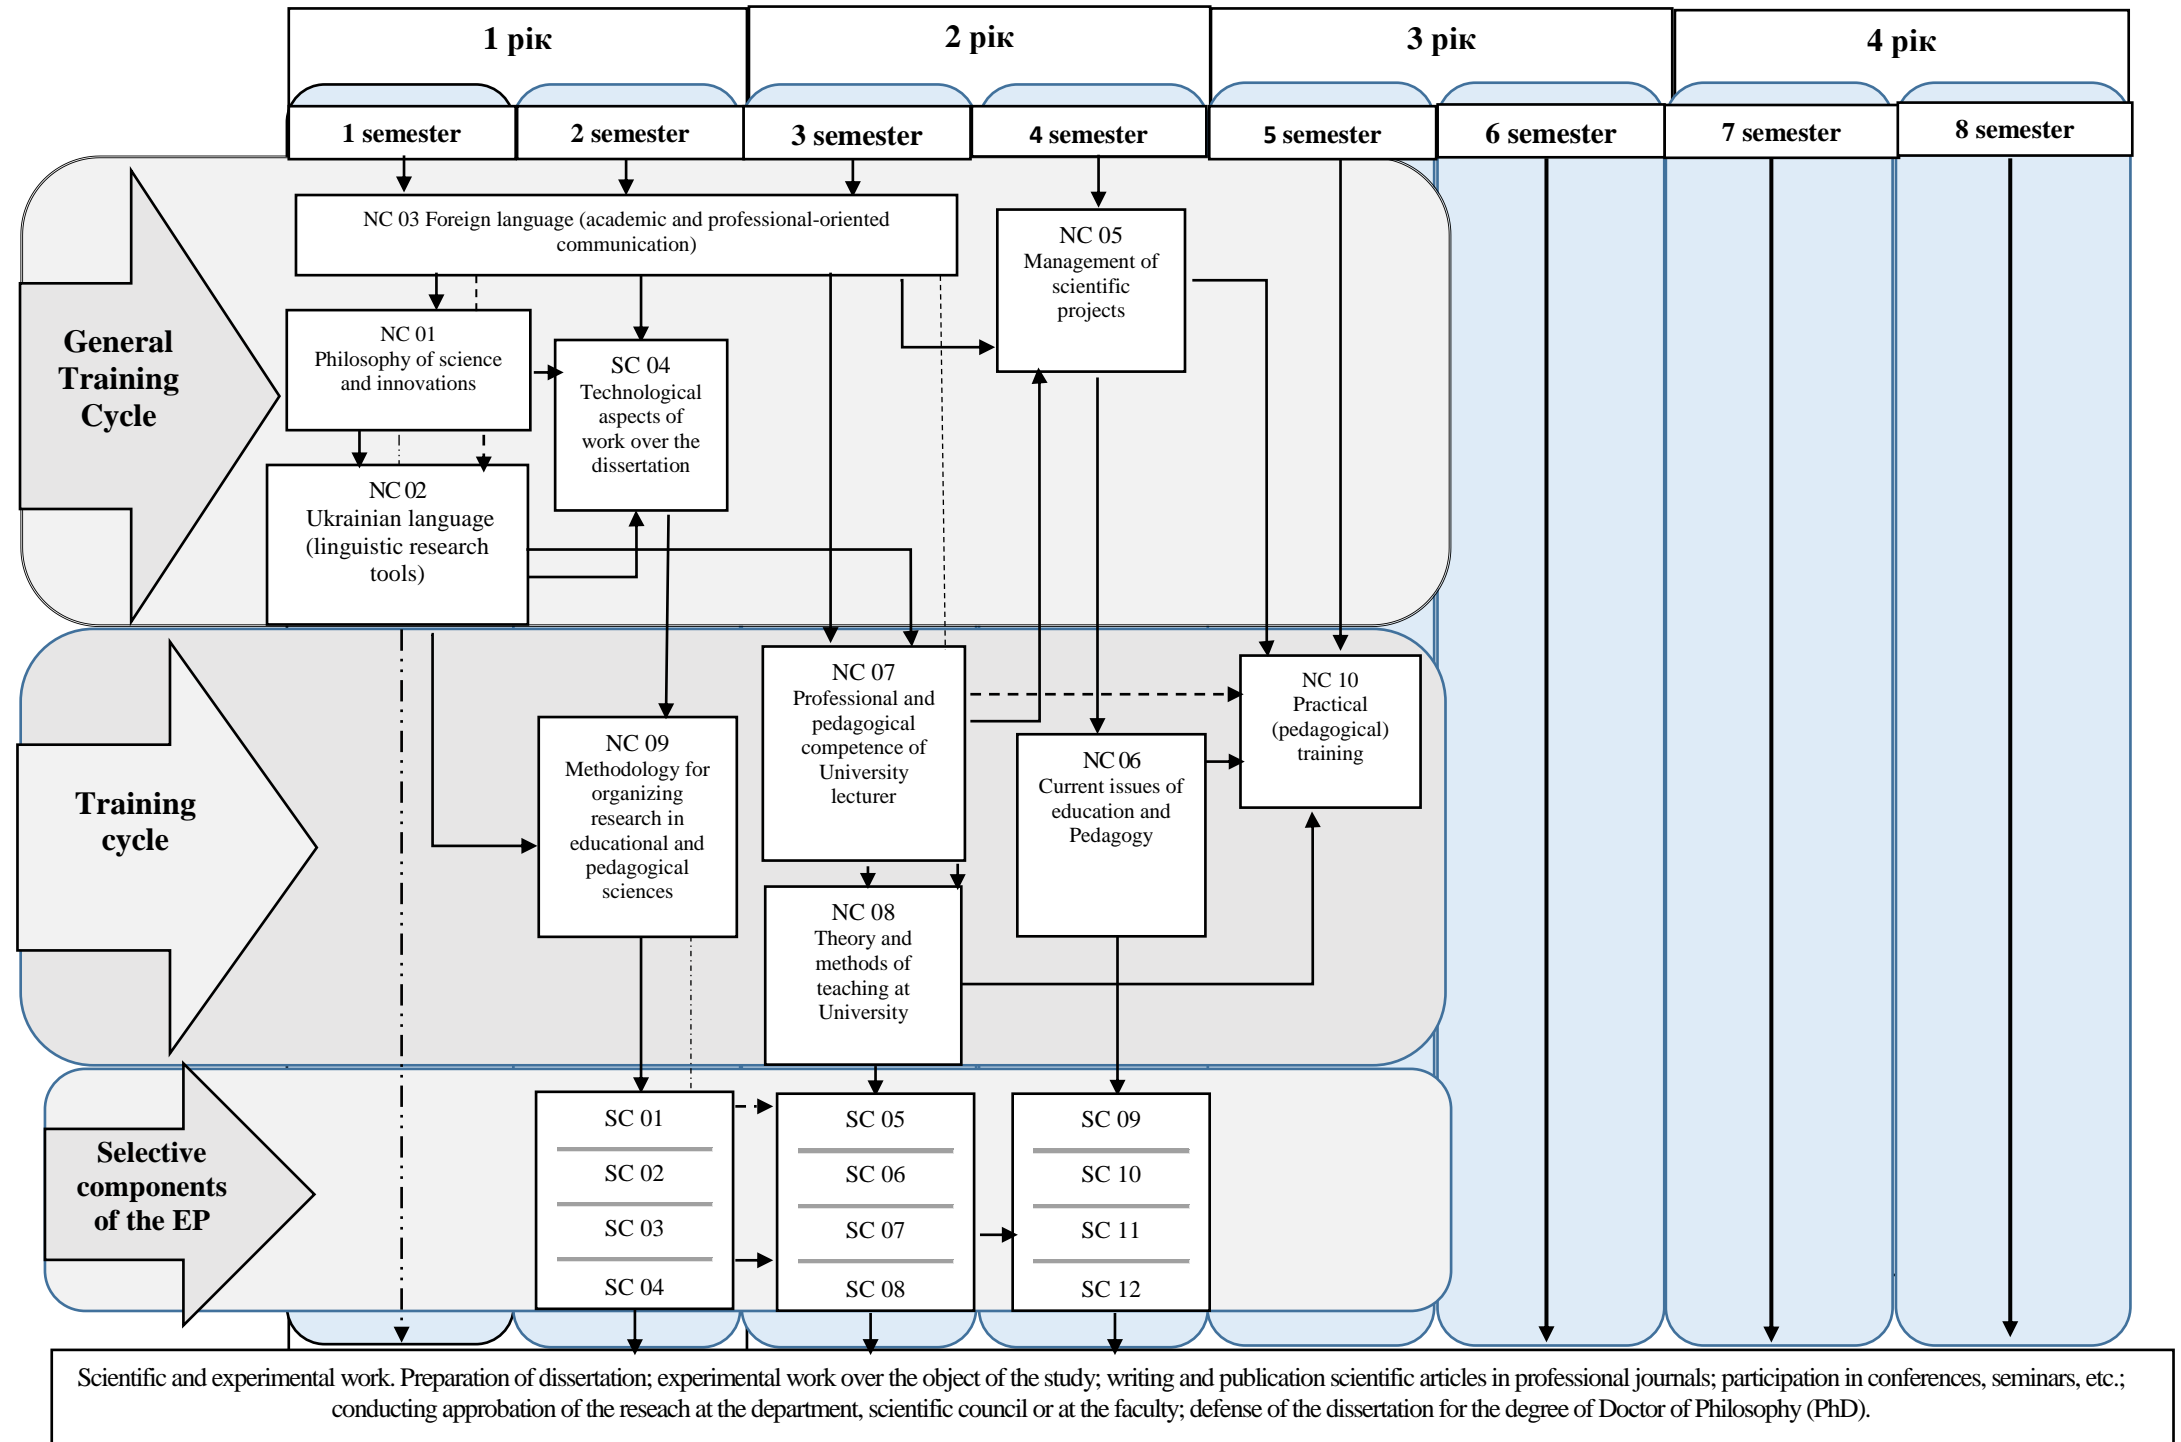 1 рік
2 рік
3 рік
4 рік
1 semester
2 semester
3 semester
4 semester
5 semester
6 semester
7 semester
8 semester
General
Training
Cycle
NC 03 Foreign language (academic and professional-oriented
communication)
NC 05
Management of
scientific
projects
NC 01
Philosophy of science
and innovations
SC 04
Technological
aspects of
work over the
dissertation
NC 02
Ukrainian language
(linguistic research
tools)
Training
cycle
NC 09
Methodology for
organizing
research in
educational and
pedagogical
sciences
NC 07
Professional and
pedagogical
competence of
University
lecturer
NC 06
Current issues of
education and
Pedagogy
NC 10
Practical
(pedagogical)
training
NC 08
Theory and
methods of
teaching at
University
Selective
components
of the EP
SC 01
SC 02
SC 03
SC 04
SC 05
SC 06
SC 07
SC 08
SC 09
SC 10
SC 11
SC 12
Scientific and experimental work. Preparation of dissertation; experimental work over the object of the study; writing and publication scientific articles in professional journals; participation in conferences, seminars, etc.;
conducting approbation of the reseach at the department, scientific council or at the faculty; defense of the dissertation for the degree of Doctor of Philosophy (PhD).